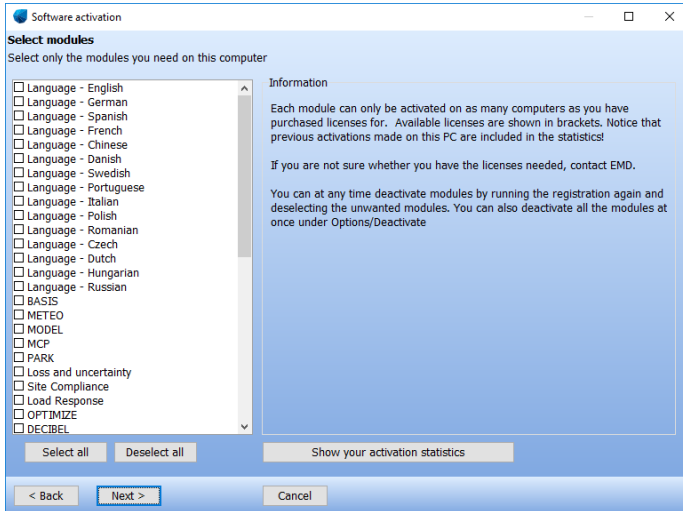 Software activation
Select modules
Select only the modules you need on this computer
Language - English
Language - German
Language - Spanish
Language - French
Language - Chinese
Language - Danish
Language - Swedish
Language - Portuguese
Language - Italian
Language - Polish
Language - Romanian
Language - Czech
Language - Dutch
Language - Hungarian
Language - Russian
BASIS
METEO
MODEL
MCP
PARK
Loss and uncertainty
Site Compliance
Load Response
OPTIMIZE
DECIBEL
Select all
Deselect all
Information
Each module can only be activated on as many computers as you have
purchased licenses for.  Available licenses are shown in brackets. Notice that
previous activations made on this PC are included in the statistics!
If you are not sure whether you have the licenses needed, contact EMD.
You can at any time deactivate modules by running the registration again and
deselecting the unwanted modules. You can also deactivate all the modules at
once under Options/Deactivate
Show your activation statistics
< Back
Next >
Cancel